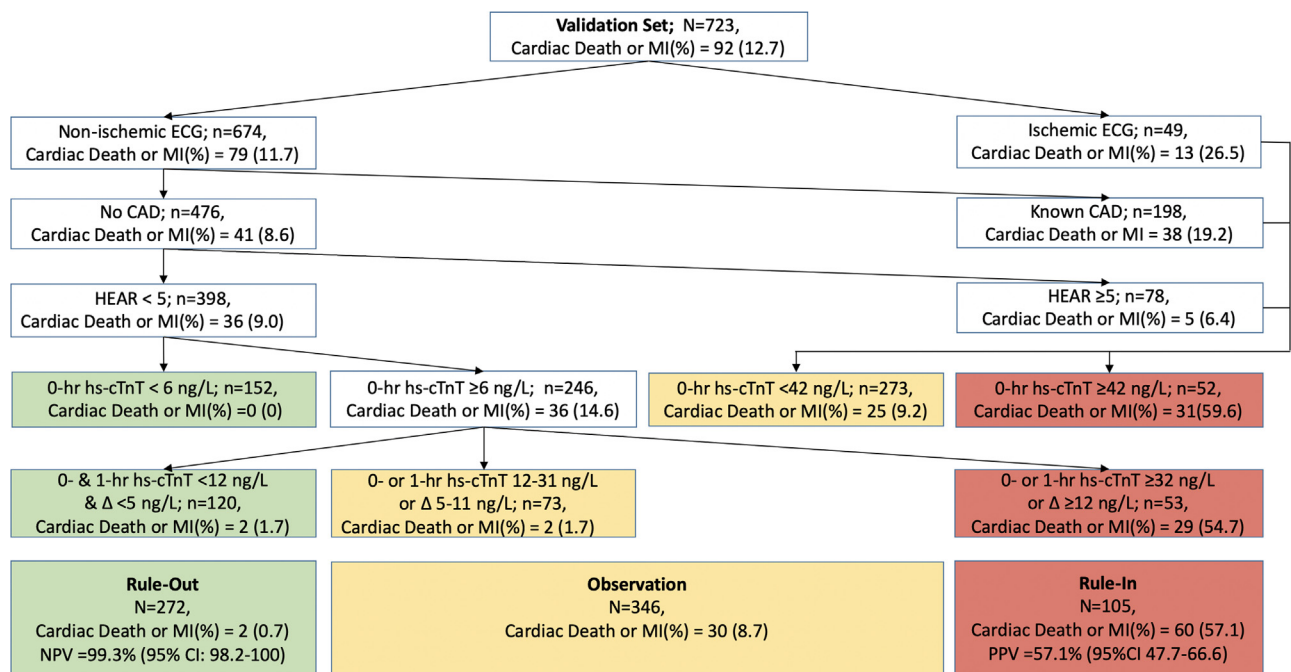 Validation Set; N=723,
Cardiac Death or MI(%) = 92 (12.7)
Non-ischemic ECG; n=674,
Cardiac Death or MI(%) = 79 (11.7)
Ischemic ECG; n=49,
Cardiac Death or MI(%) = 13 (26.5)
No CAD; n=476,
Cardiac Death or MI(%) = 41 (8.6)
Known CAD; n=198,
Cardiac Death or MI = 38 (19.2)
HEAR < 5; n=398,
Cardiac Death or MI(%) = 36 (9.0)
HEAR ≥5; n=78,
Cardiac Death or MI(%) = 5 (6.4)
0-hr hs-cTnT < 6 ng/L; n=152,
Cardiac Death or MI(%) =0 (0)
0-hr hs-cTnT ≥6 ng/L; n=246,
Cardiac Death or MI(%) = 36 (14.6)
0-hr hs-cTnT <42 ng/L; n=273,
Cardiac Death or MI(%) = 25 (9.2)
0-hr hs-cTnT ≥42 ng/L; n=52,
Cardiac Death or MI(%) = 31(59.6)
0- & 1-hr hs-cTnT <12 ng/L
& Δ <5 ng/L; n=120,
Cardiac Death or MI(%) = 2 (1.7)
0- or 1-hr hs-cTnT 12-31 ng/L
or Δ 5-11 ng/L; n=73,
Cardiac Death or MI(%) = 2 (1.7)
0- or 1-hr hs-cTnT ≥32 ng/L
or Δ ≥12 ng/L; n=53,
Cardiac Death or MI(%) = 29 (54.7)
Rule-Out
N=272,
Cardiac Death or MI(%) = 2 (0.7)
NPV =99.3% (95% CI: 98.2-100)
Observation
N=346,
Cardiac Death or MI(%) = 30 (8.7)
Rule-In
N=105,
Cardiac Death or MI(%) = 60 (57.1)
PPV =57.1% (95%CI 47.7-66.6)